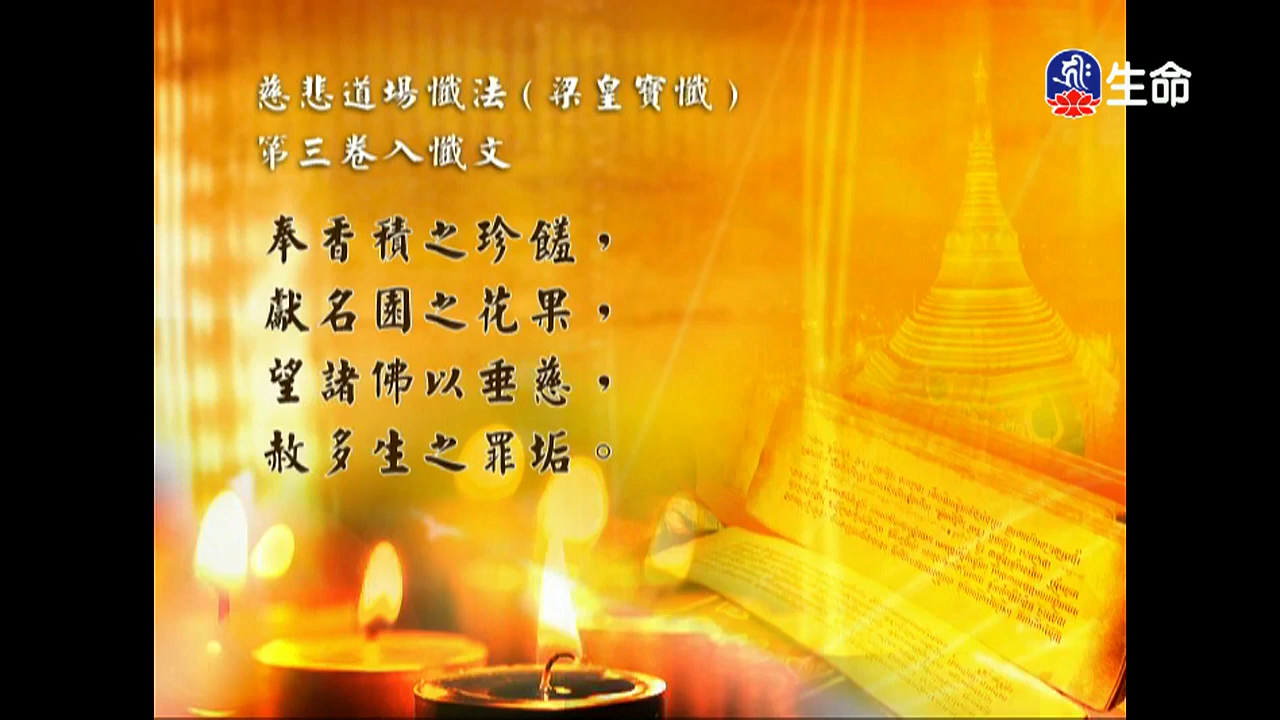 慈悲道場懺法（梁皇寶懺）
第三卷入懺文
奉香積之珍饈，
獻名園之花果，
望諸佛以垂慈，
赦多生之罪垢。
生命